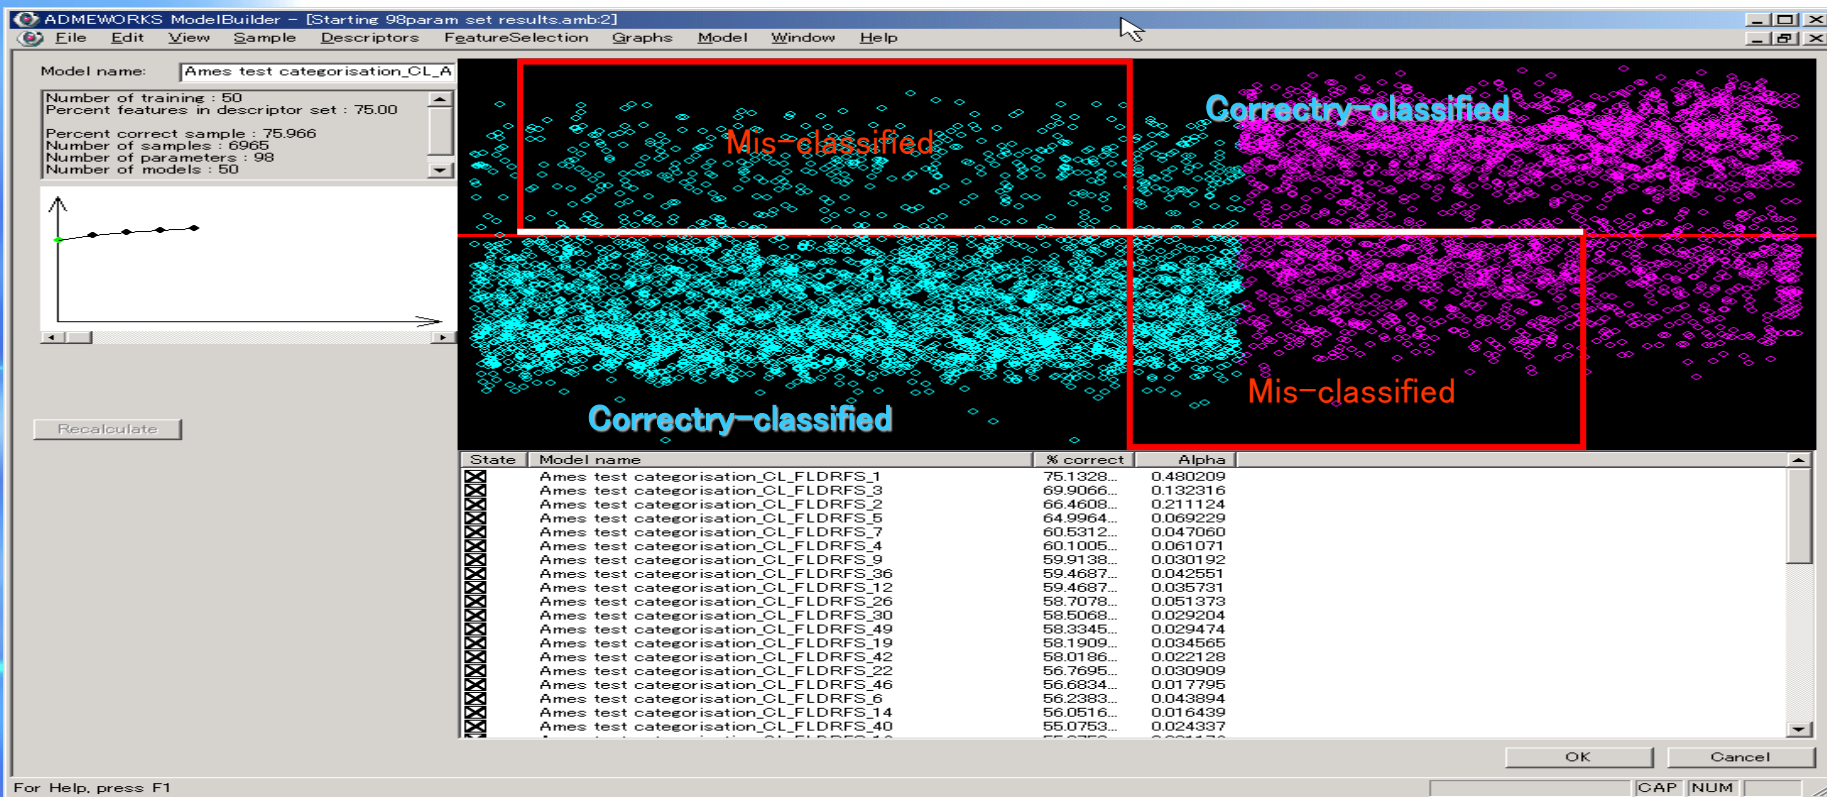 ADMEWORKS ModelBuilder - [Starting 98param set results.amb:2]
File Edit View Sample Descriptors FeatureSelection Graphs Model Window Help
Model name: Ames test categorisation_CL_A
Number of training : 50
Percent features in descriptor set : 75.00
Percent correct sample : 75.966
Number of samples : 6965
Number of parameters : 98
Number of models : 50
Correctry-classified
Mis-classified
Mis-classified
Correctry-classified
Recalculate
State Model name % correct Alpha
Ames test categorisation_CL_FLDRFS_1 75.1328... 0.480209
Ames test categorisation_CL_FLDRFS_3 69.9066... 0.132316
Ames test categorisation_CL_FLDRFS_2 66.4608... 0.211124
Ames test categorisation_CL_FLDRFS_5 64.9964... 0.069229
Ames test categorisation_CL_FLDRFS_7 60.5312... 0.047060
Ames test categorisation_CL_FLDRFS_4 60.1005... 0.061071
Ames test categorisation_CL_FLDRFS_9 59.9138... 0.030192
Ames test categorisation_CL_FLDRFS_36 59.4687... 0.042551
Ames test categorisation_CL_FLDRFS_12 59.4687... 0.035731
Ames test categorisation_CL_FLDRFS_26 58.7078... 0.051373
Ames test categorisation_CL_FLDRFS_30 58.5068... 0.029204
Ames test categorisation_CL_FLDRFS_49 58.3345... 0.029474
Ames test categorisation_CL_FLDRFS_19 58.1909... 0.034565
Ames test categorisation_CL_FLDRFS_42 58.0186... 0.022128
Ames test categorisation_CL_FLDRFS_22 56.7695... 0.030909
Ames test categorisation_CL_FLDRFS_46 56.6834... 0.017795
Ames test categorisation_CL_FLDRFS_6 56.2383... 0.043894
Ames test categorisation_CL_FLDRFS_14 56.0516... 0.016439
Ames test categorisation_CL_FLDRFS_40 55.0753... 0.024337
OK Cancel
For Help, press F1 CAP NUM